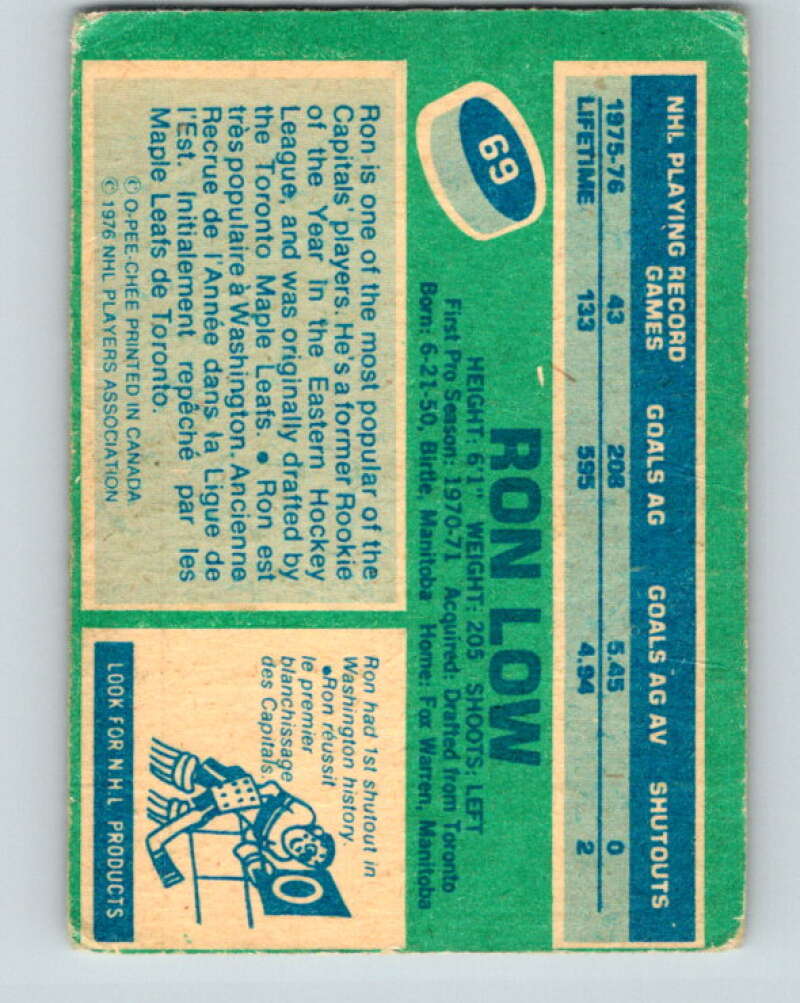 NHL PLAYING RECORD
GAMES GOALS AG GOALS AG AV SHUTOUTS
1975-76 43 208 5.45 0
LIFETIME 133 595 4.94 2
69
RON LOW
HEIGHT: 6'1" WEIGHT: 205 SHOOTS: LEFT
First Pro Season: 1970-71 Acquired: Drafted from Toronto
Born: 6-21-50, Birtle, Manitoba Home: Fox Warren, Manitoba
Ron is one of the most popular of the
Capitals' players. He's a former Rookie
of the Year in the Eastern Hockey
League, and was originally drafted by
the Toronto Maple Leafs. • Ron est
très populaire à Washington. Ancienne
Recrue de l'Année dans la Ligue de
l'Est. Initialement repêché par les
Maple Leafs de Toronto.
© O-PEE-CHEE PRINTED IN CANADA
© 1976 NHL PLAYERS ASSOCIATION
Ron had 1st shutout in
Washington history.
•Ron réussit
le premier
blanchissage
des Capitals.
0
LOOK FOR NHL PRODUCTS